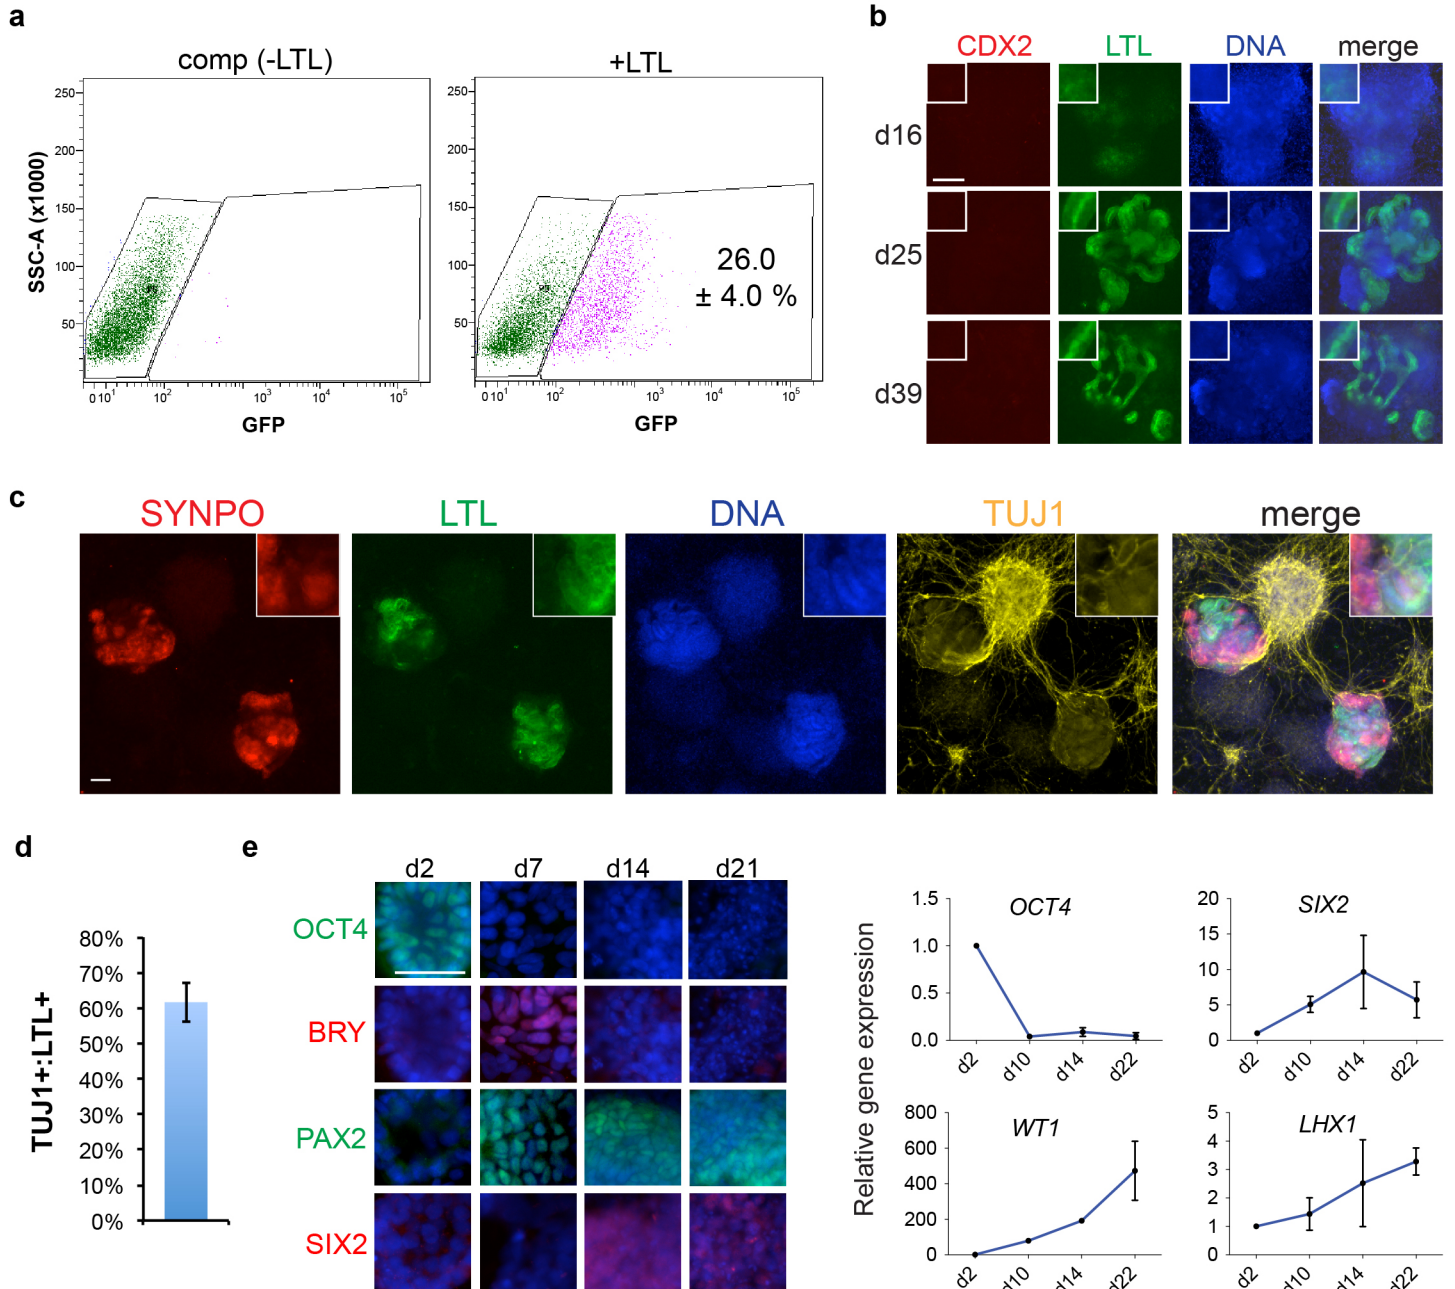 a
comp (-LTL)
+LTL
SSC-A (x1000)
250
200
150
100
50
0 10¹ 10² 10³ 10⁴ 10⁵
GFP
250
200
150
100
50
0 10¹ 10² 10³ 10⁴ 10⁵
GFP
26.0
± 4.0 %
b
CDX2 LTL DNA merge
d16
d25
d39
c
SYNPO LTL DNA TUJ1 merge
d
TUJ1+:LTL+
80%
70%
60%
50%
40%
30%
20%
10%
0%
e
d2 d7 d14 d21
OCT4
BRY
PAX2
SIX2
Relative gene expression
OCT4
1.5
1.0
0.5
0.0
d2 d10 d14 d22
SIX2
20
15
10
5
0
d2 d10 d14 d22
WT1
800
600
400
200
0
d2 d10 d14 d22
LHX1
5
4
3
2
1
0
d2 d10 d14 d22